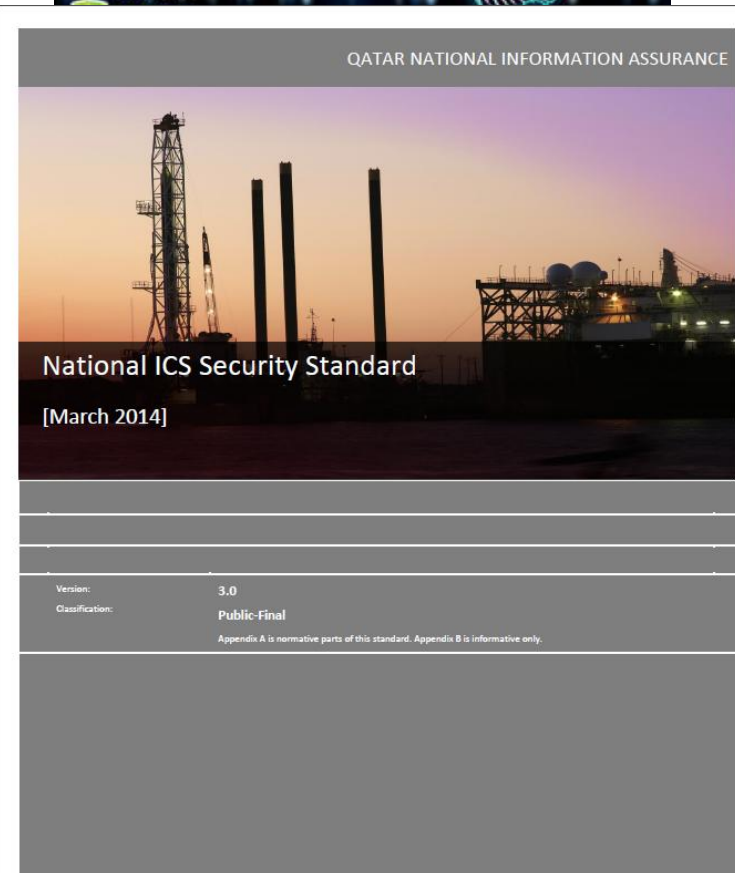 QATAR NATIONAL INFORMATION ASSURANCE
National ICS Security Standard
[March 2014]
Version:
3.0
Classification:
Public-Final
Appendix A is normative parts of this standard. Appendix B is informative only.